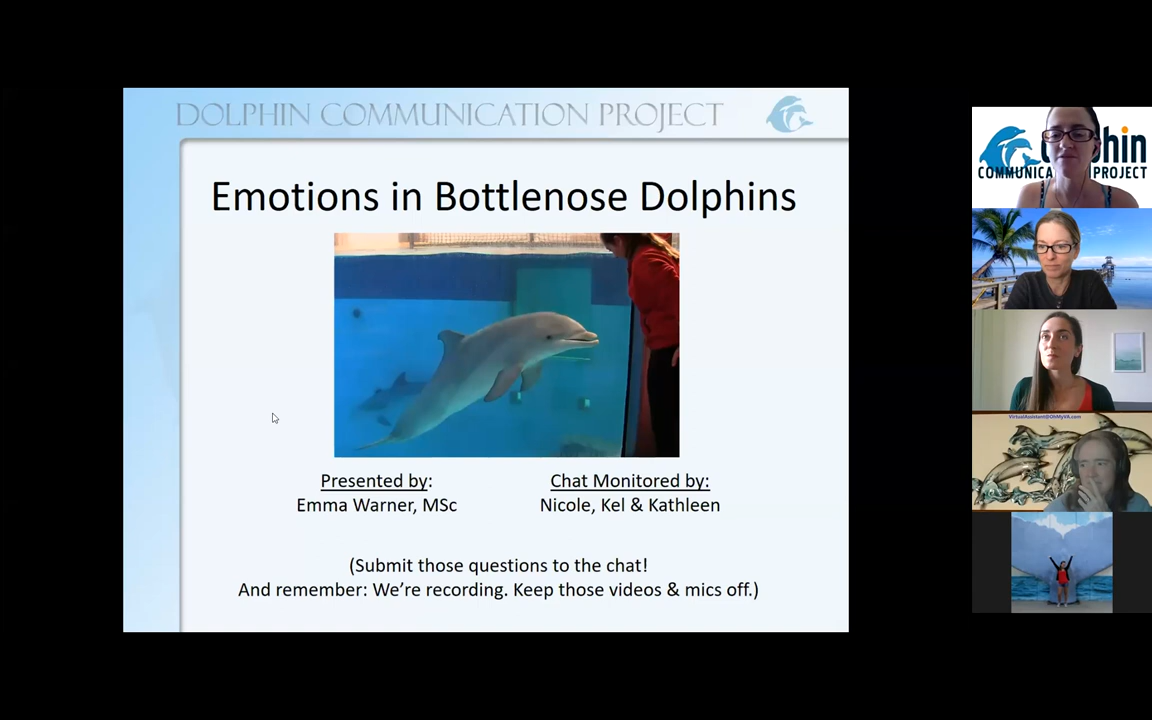 DOLPHIN COMMUNICATION PROJECT
Emotions in Bottlenose Dolphins
Presented by:
Emma Warner, MSc
Chat Monitored by:
Nicole, Kel & Kathleen
(Submit those questions to the chat!
And remember: We're recording. Keep those videos & mics off.)
hin
COMMUNICA PROJECT
VirtualAssistant@OhMyVA.com